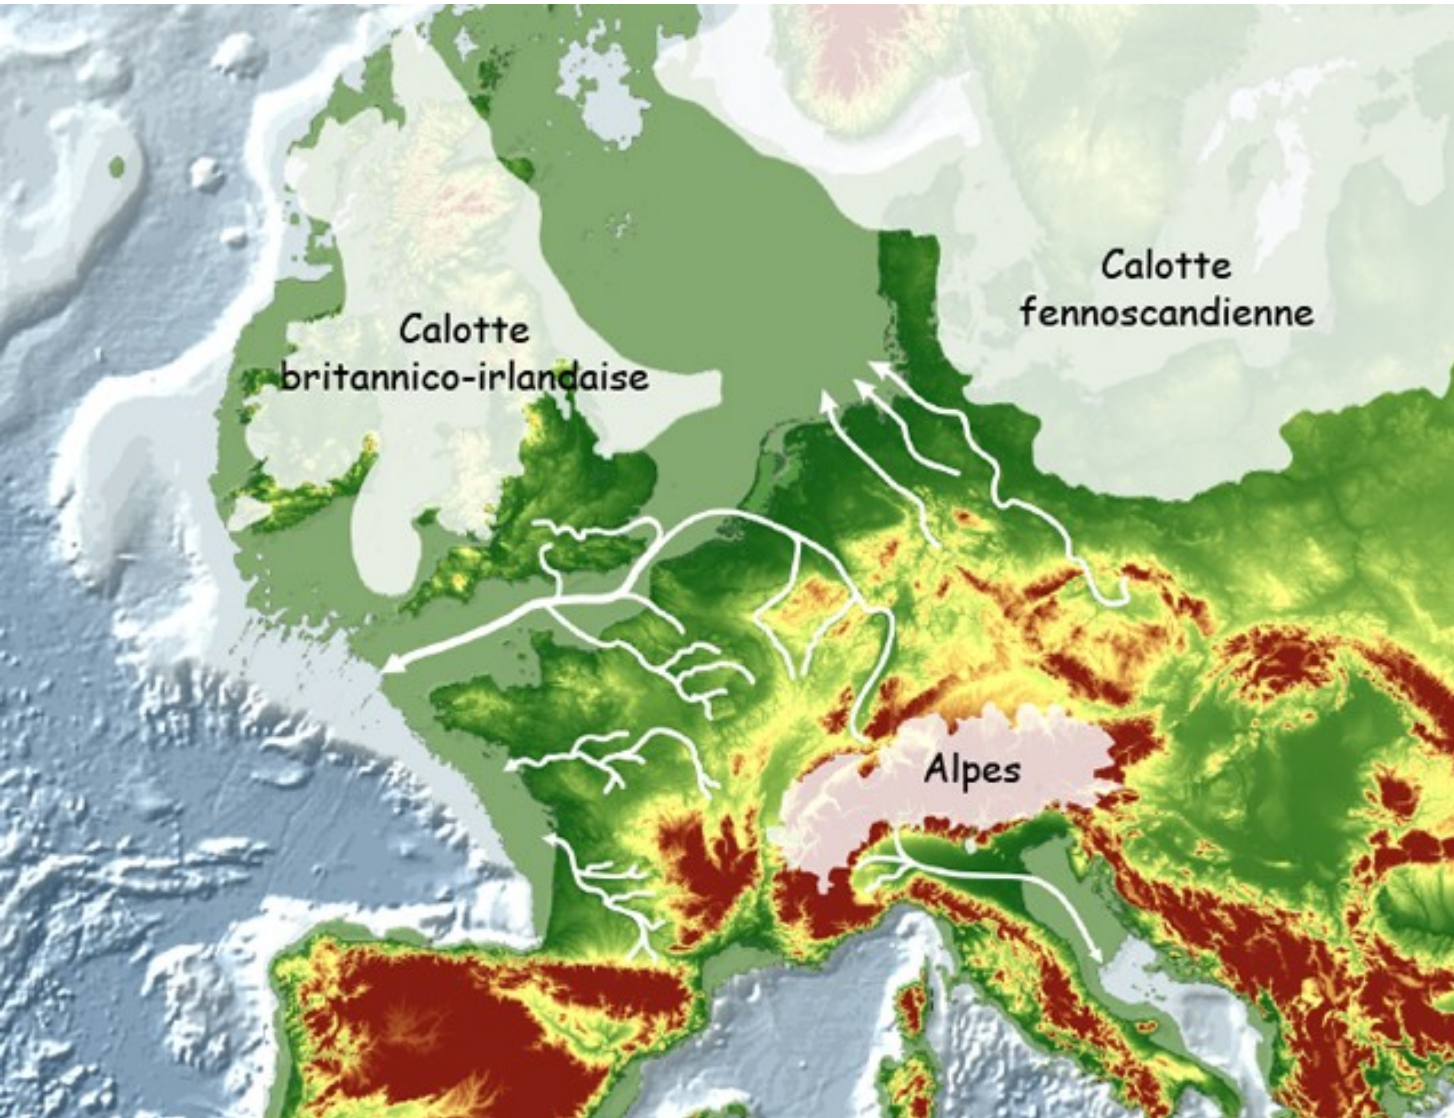 Calotte
fennoscandienne
Calotte
britannico-irlandaise
Alpes